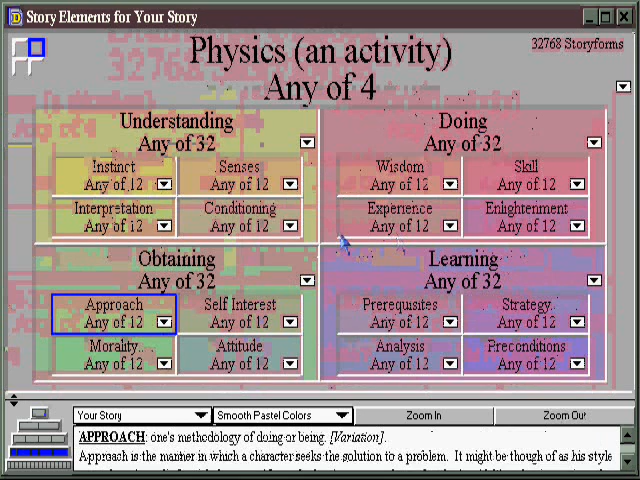 Story Elements for Your Story
32768 Storyforms
Physics (an activity)
Any of 4
Understanding
Any of 32
Doing
Any of 32
Instinct
Any of 12
Senses
Any of 12
Wisdom
Any of 12
Skill
Any of 12
Interpretation
Any of 12
Conditioning
Any of 12
Experience
Any of 12
Enlightenment
Any of 12
Obtaining
Any of 32
Learning
Any of 32
Approach
Any of 12
Self Interest
Any of 12
Prerequsites
Any of 12
Strategy
Any of 12
Morality
Any of 12
Attitude
Any of 12
Analysis
Any of 12
Preconditions
Any of 12
Your Story
Smooth Pastel Colors
Zoom In
Zoom Out
APPROACH: one's methodology of doing or being. [Variation].
Approach is the manner in which a character seeks the solution to a problem. It might be though of as his style